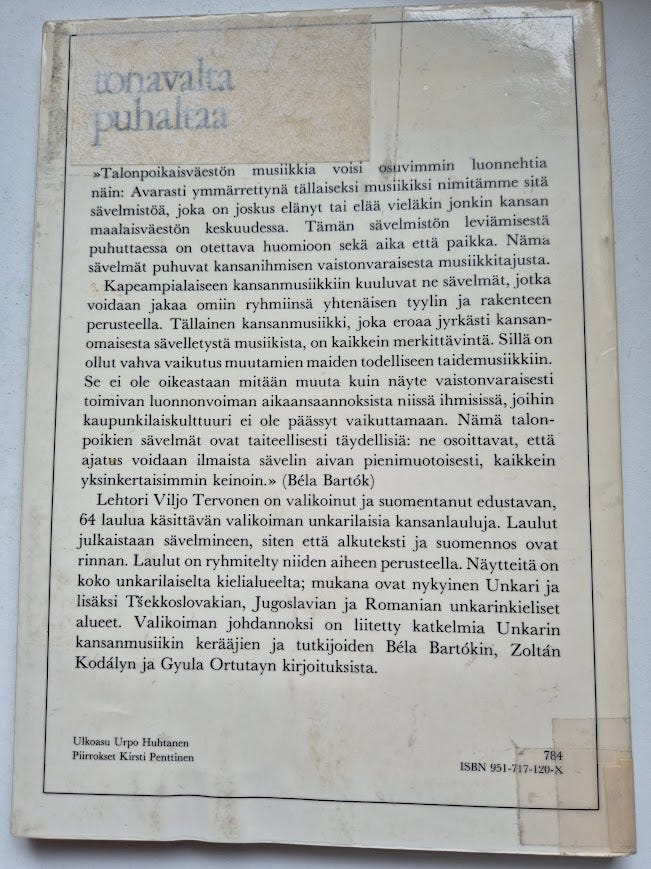 tonavalta
puhaltaa
»Talonpoikaisväestön musiikkia voisi osuvimmin luonnehtia
näin: Avarasti ymmärrettynä tällaiseksi musiikiksi nimitämme sitä
sävelmistöä, joka on joskus elänyt tai elää vieläkin jonkin kansan
maalaisväestön keskuudessa. Tämän sävelmistön leviämisestä
puhuttaessa on otettava huomioon sekä aika että paikka. Nämä
sävelmät puhuvat kansanihmisen vaistonvaraisesta musiikkitajusta.
Kapeampialaiseen kansanmusiikkiin kuuluvat ne sävelmät, jotka
voidaan jakaa omiin ryhmiinsä yhtenäisen tyylin ja rakenteen
perusteella. Tällainen kansanmusiikki, joka eroaa jyrkästi kansan-
omaisesta sävelletystä musiikista, on kaikkein merkittävintä. Sillä on
ollut vahva vaikutus muutamien maiden todelliseen taidemusiikkiin.
Se ei ole oikeastaan mitään muuta kuin näyte vaistonvaraisesti
toimivan luonnonvoiman aikaansaannoksista niissä ihmisissä, joihin
kaupunkilaiskulttuuri ei ole päässyt vaikuttamaan. Nämä talon-
poikien sävelmät ovat taiteellisesti täydellisiä: ne osoittavat, että
ajatus voidaan ilmaista sävelin aivan pienimuotoisesti, kaikkein
yksinkertaisimmin keinoin.» (Béla Bartók)
Lehtori Viljo Tervonen on valikoinut ja suomentanut edustavan,
64 laulua käsittävän valikoiman unkarilaisia kansanlauluja. Laulut
julkaistaan sävelmineen, siten että alkuteksti ja suomennos ovat
rinnan. Laulut on ryhmitelty niiden aiheen perusteella. Näytteitä on
koko unkarilaiselta kielialueelta; mukana ovat nykyinen Unkari ja
lisäksi Tšekkoslovakian, Jugoslavian ja Romanian unkarinkieliset
alueet. Valikoiman johdannoksi on liitetty katkelmia Unkarin
kansanmusiikin kerääjien ja tutkijoiden Béla Bartókin, Zoltán
Kodályn ja Gyula Ortutayn kirjoituksista.
Ulkoasu Urpo Huhtanen
Piirrokset Kirsti Penttinen
784
ISBN 951-717-120-X